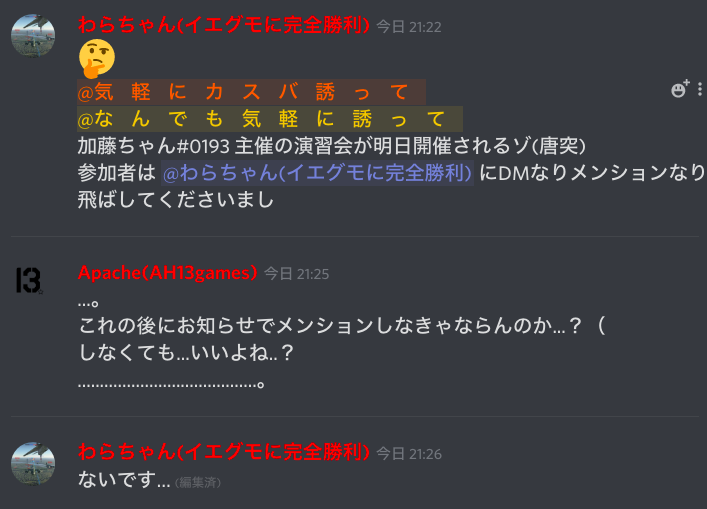 わらちゃん(イエグモに完全勝利) 今日 21:22
@気 軽 に カ ス バ 誘 っ て
@な ん で も 気 軽 に 誘 っ て
加藤ちゃん#0193 主催の演習会が明日開催されるゾ(唐突)
参加者は @わらちゃん(イエグモに完全勝利) にDMなりメンションなり
飛ばしてくださいまし
13
Apache(AH13games) 今日 21:25
...。
これの後にお知らせでメンションしなきゃならんのか...？（
しなくても...いいよね..？
........................................。
わらちゃん(イエグモに完全勝利) 今日 21:26
ないです... (編集済)